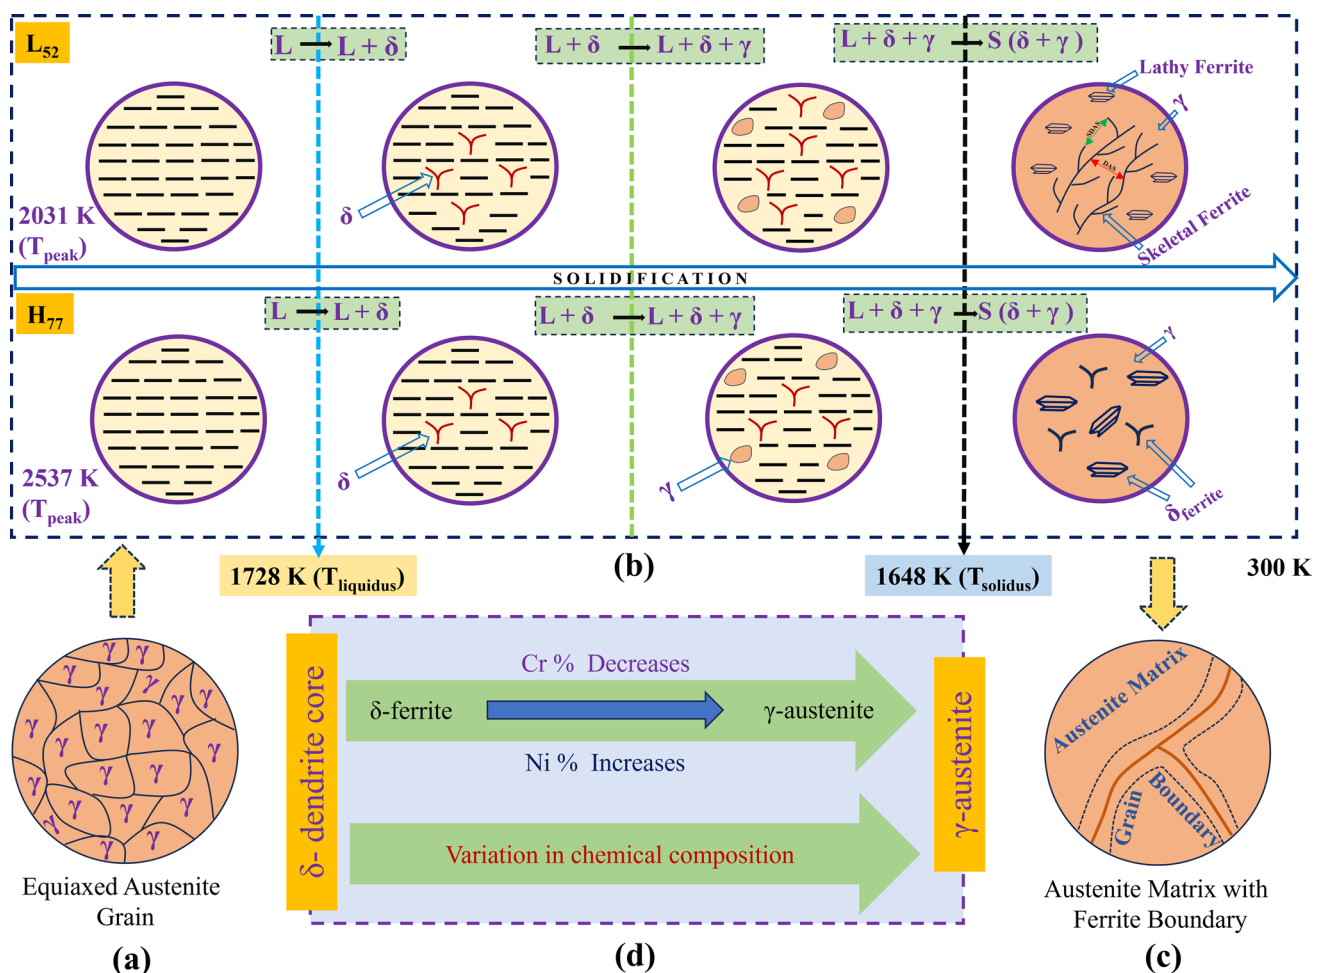 L52
L → L + δ
L + δ → L + δ + γ
L + δ + γ → S (δ + γ)
Lathy Ferrite
γ
SDAS
DAS
δ
2031 K
(Tpeak)
Skeletal Ferrite
SOLIDIFICATION
H77
L → L + δ
L + δ → L + δ + γ
L + δ + γ → S (δ + γ)
γ
2537 K
(Tpeak)
δ
γ
δferrite
1728 K (Tliquidus)
(b)
1648 K (Tsolidus)
300 K
γ γ γ γ γ γ γ γ γ γ γ γ γ γ γ γ γ γ γ γ
Equiaxed Austenite
Grain
(a)
δ- dendrite core
Cr % Decreases
δ-ferrite
γ-austenite
Ni % Increases
Variation in chemical composition
γ-austenite
(d)
Austenite Matrix
Grain
Boundary
Austenite Matrix with
Ferrite Boundary
(c)